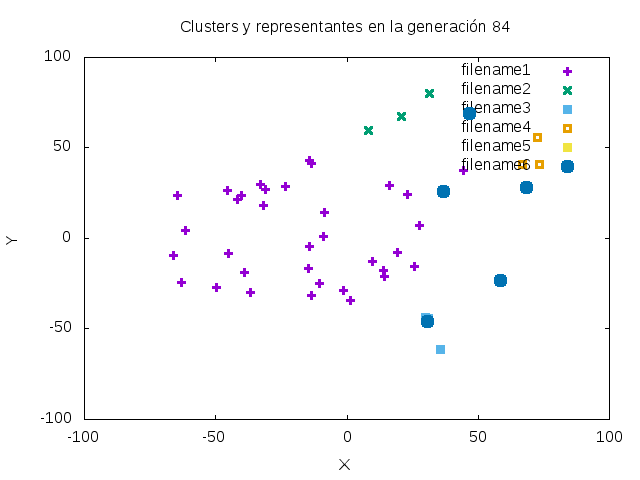 Clusters y representantes en la generación 84
100
50
0
-50
-100
-100 -50 0 50 100
Y
X
filename1
filename2
filename3
filename4
filename5
filename6